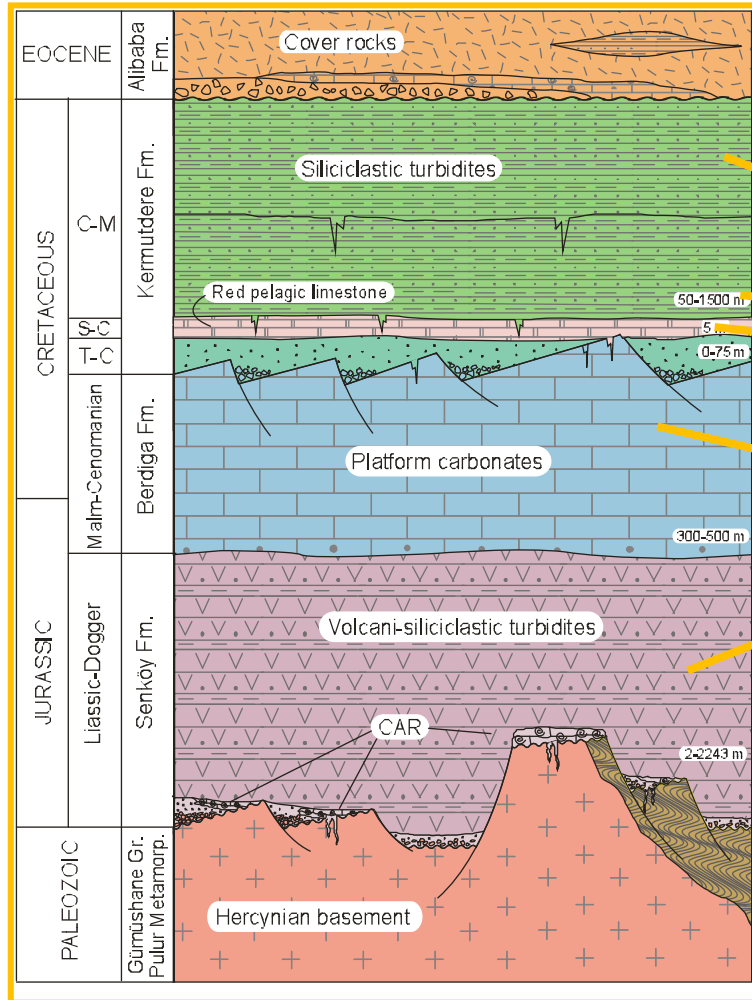 EOCENE
Alibaba
Fm.
Cover rocks
CRETACEOUS
C-M
Kermutdere Fm.
Siliciclastic turbidites
Red pelagic limestone
50-1500 m
S-C
5
T-C
0-75 m
Malm-Cenomanian
Berdiga Fm.
Platform carbonates
300-500 m
JURASSIC
Liassic-Dogger
Senköy Fm.
Volcani-siliciclastic turbidites
CAR
2-2243 m
PALEOZOIC
Gümüshane Gr.
Pulur Metamorp.
Hercynian basement